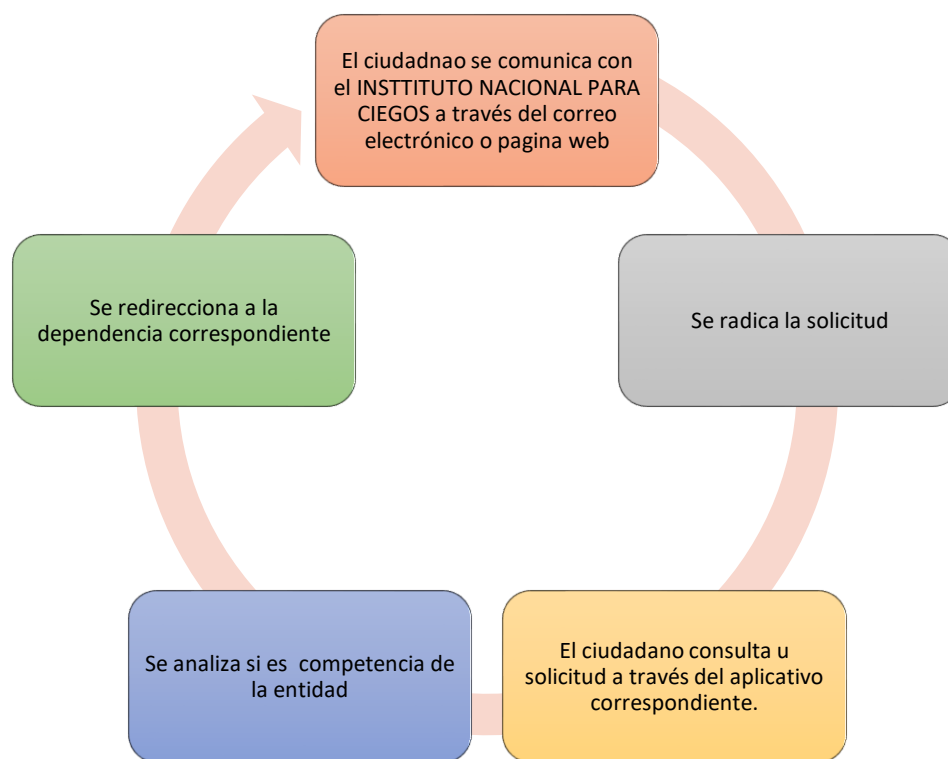 El ciudadnao se comunica con
el INSTTITUTO NACIONAL PARA
CIEGOS a través del correo
electrónico o pagina web
Se radica la solicitud
El ciudadano consulta u
solicitud a través del aplicativo
correspondiente.
Se analiza si es  competencia de
la entidad
Se redirecciona a la
dependencia correspondiente